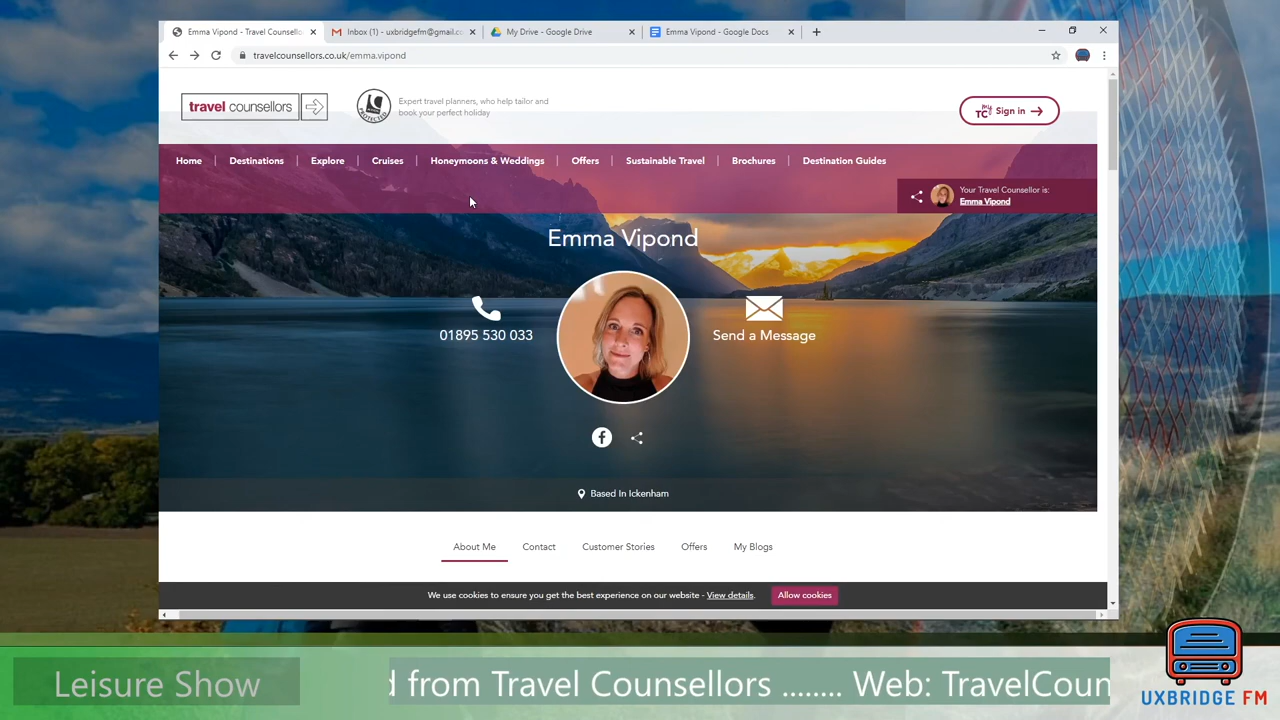 Emma Vipond - Travel Counsello
Inbox (1) - uxbridgefm@gmail.cc
My Drive - Google Drive
Emma Vipond - Google Docs
travelcounsellors.co.uk/emma.vipond
travel counsellors
PROTECTED
Expert travel planners, who help tailor and
book your perfect holiday
my TC Sign in
Home
Destinations
Explore
Cruises
Honeymoons & Weddings
Offers
Sustainable Travel
Brochures
Destination Guides
Your Travel Counsellor is:
Emma Vipond
Emma Vipond
01895 530 033
Send a Message
Based In Ickenham
About Me
Contact
Customer Stories
Offers
My Blogs
We use cookies to ensure you get the best experience on our website - View details.
Allow cookies
Leisure Show
d from Travel Counsellors ........ Web: TravelCoun
UXBRIDGE FM